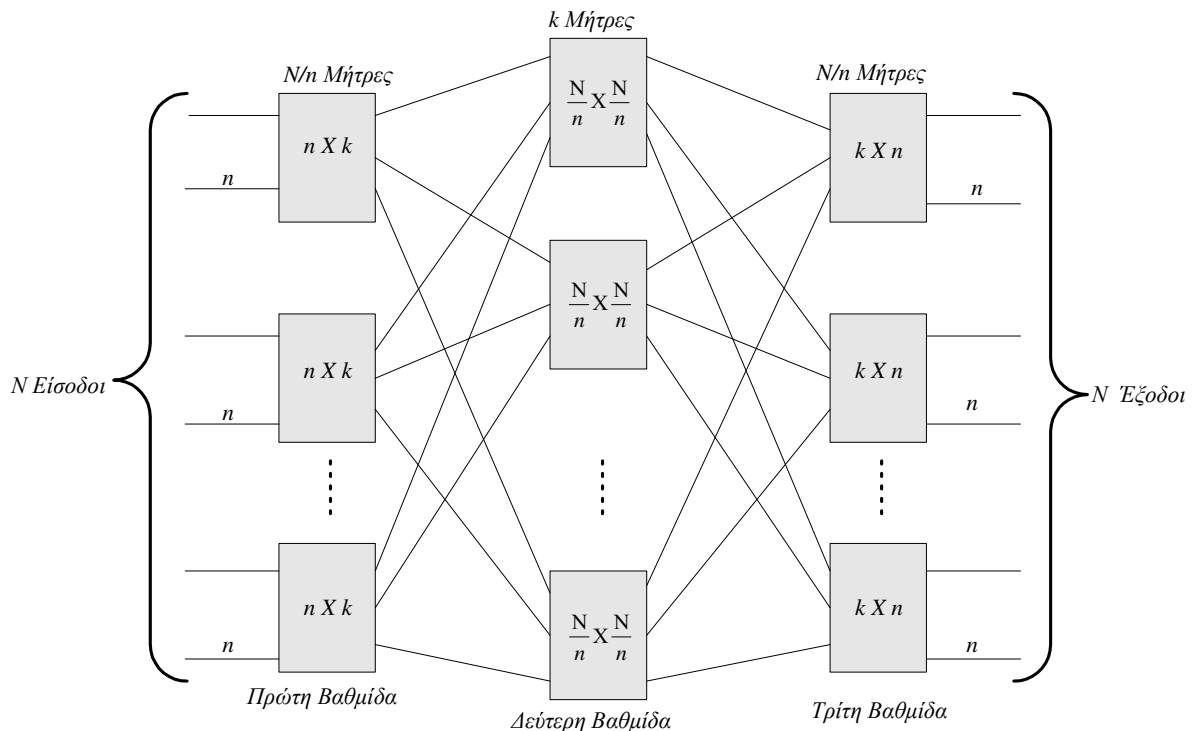 k Μήτρες
N/n Μήτρες
N/n Μήτρες
n X k
N/n X N/n
k X n
n
n
N/n X N/n
n X k
k X n
N Είσοδοι
N Έξοδοι
n
n
n X k
k X n
N/n X N/n
n
n
Πρώτη Βαθμίδα
Δεύτερη Βαθμίδα
Τρίτη Βαθμίδα